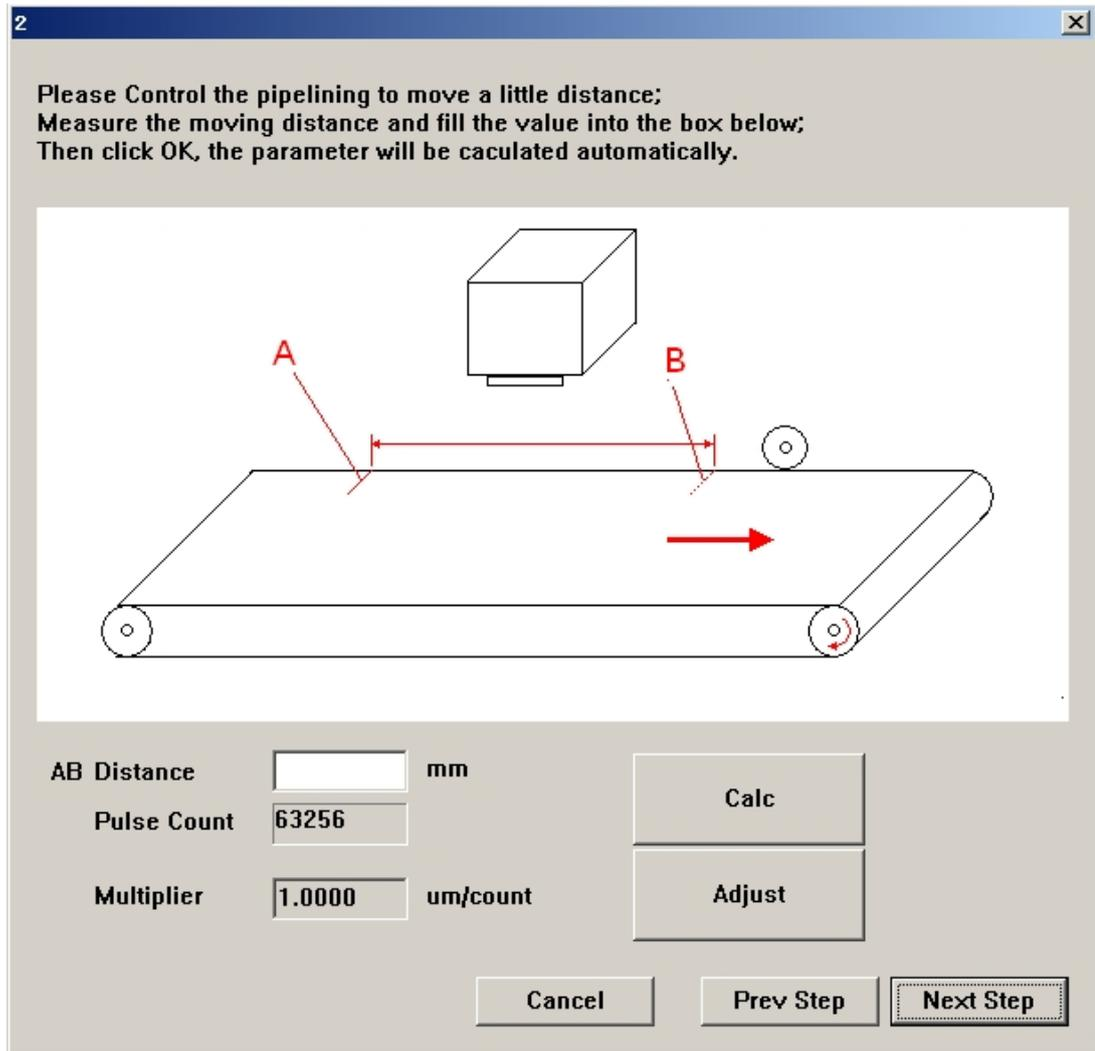 2
Please Control the pipelining to move a little distance;
Measure the moving distance and fill the value into the box below;
Then click OK, the parameter will be caculated automatically.
A
B
AB Distance mm
Calc
Pulse Count 63256
Multiplier 1.0000 um/count
Adjust
Cancel Prev Step Next Step